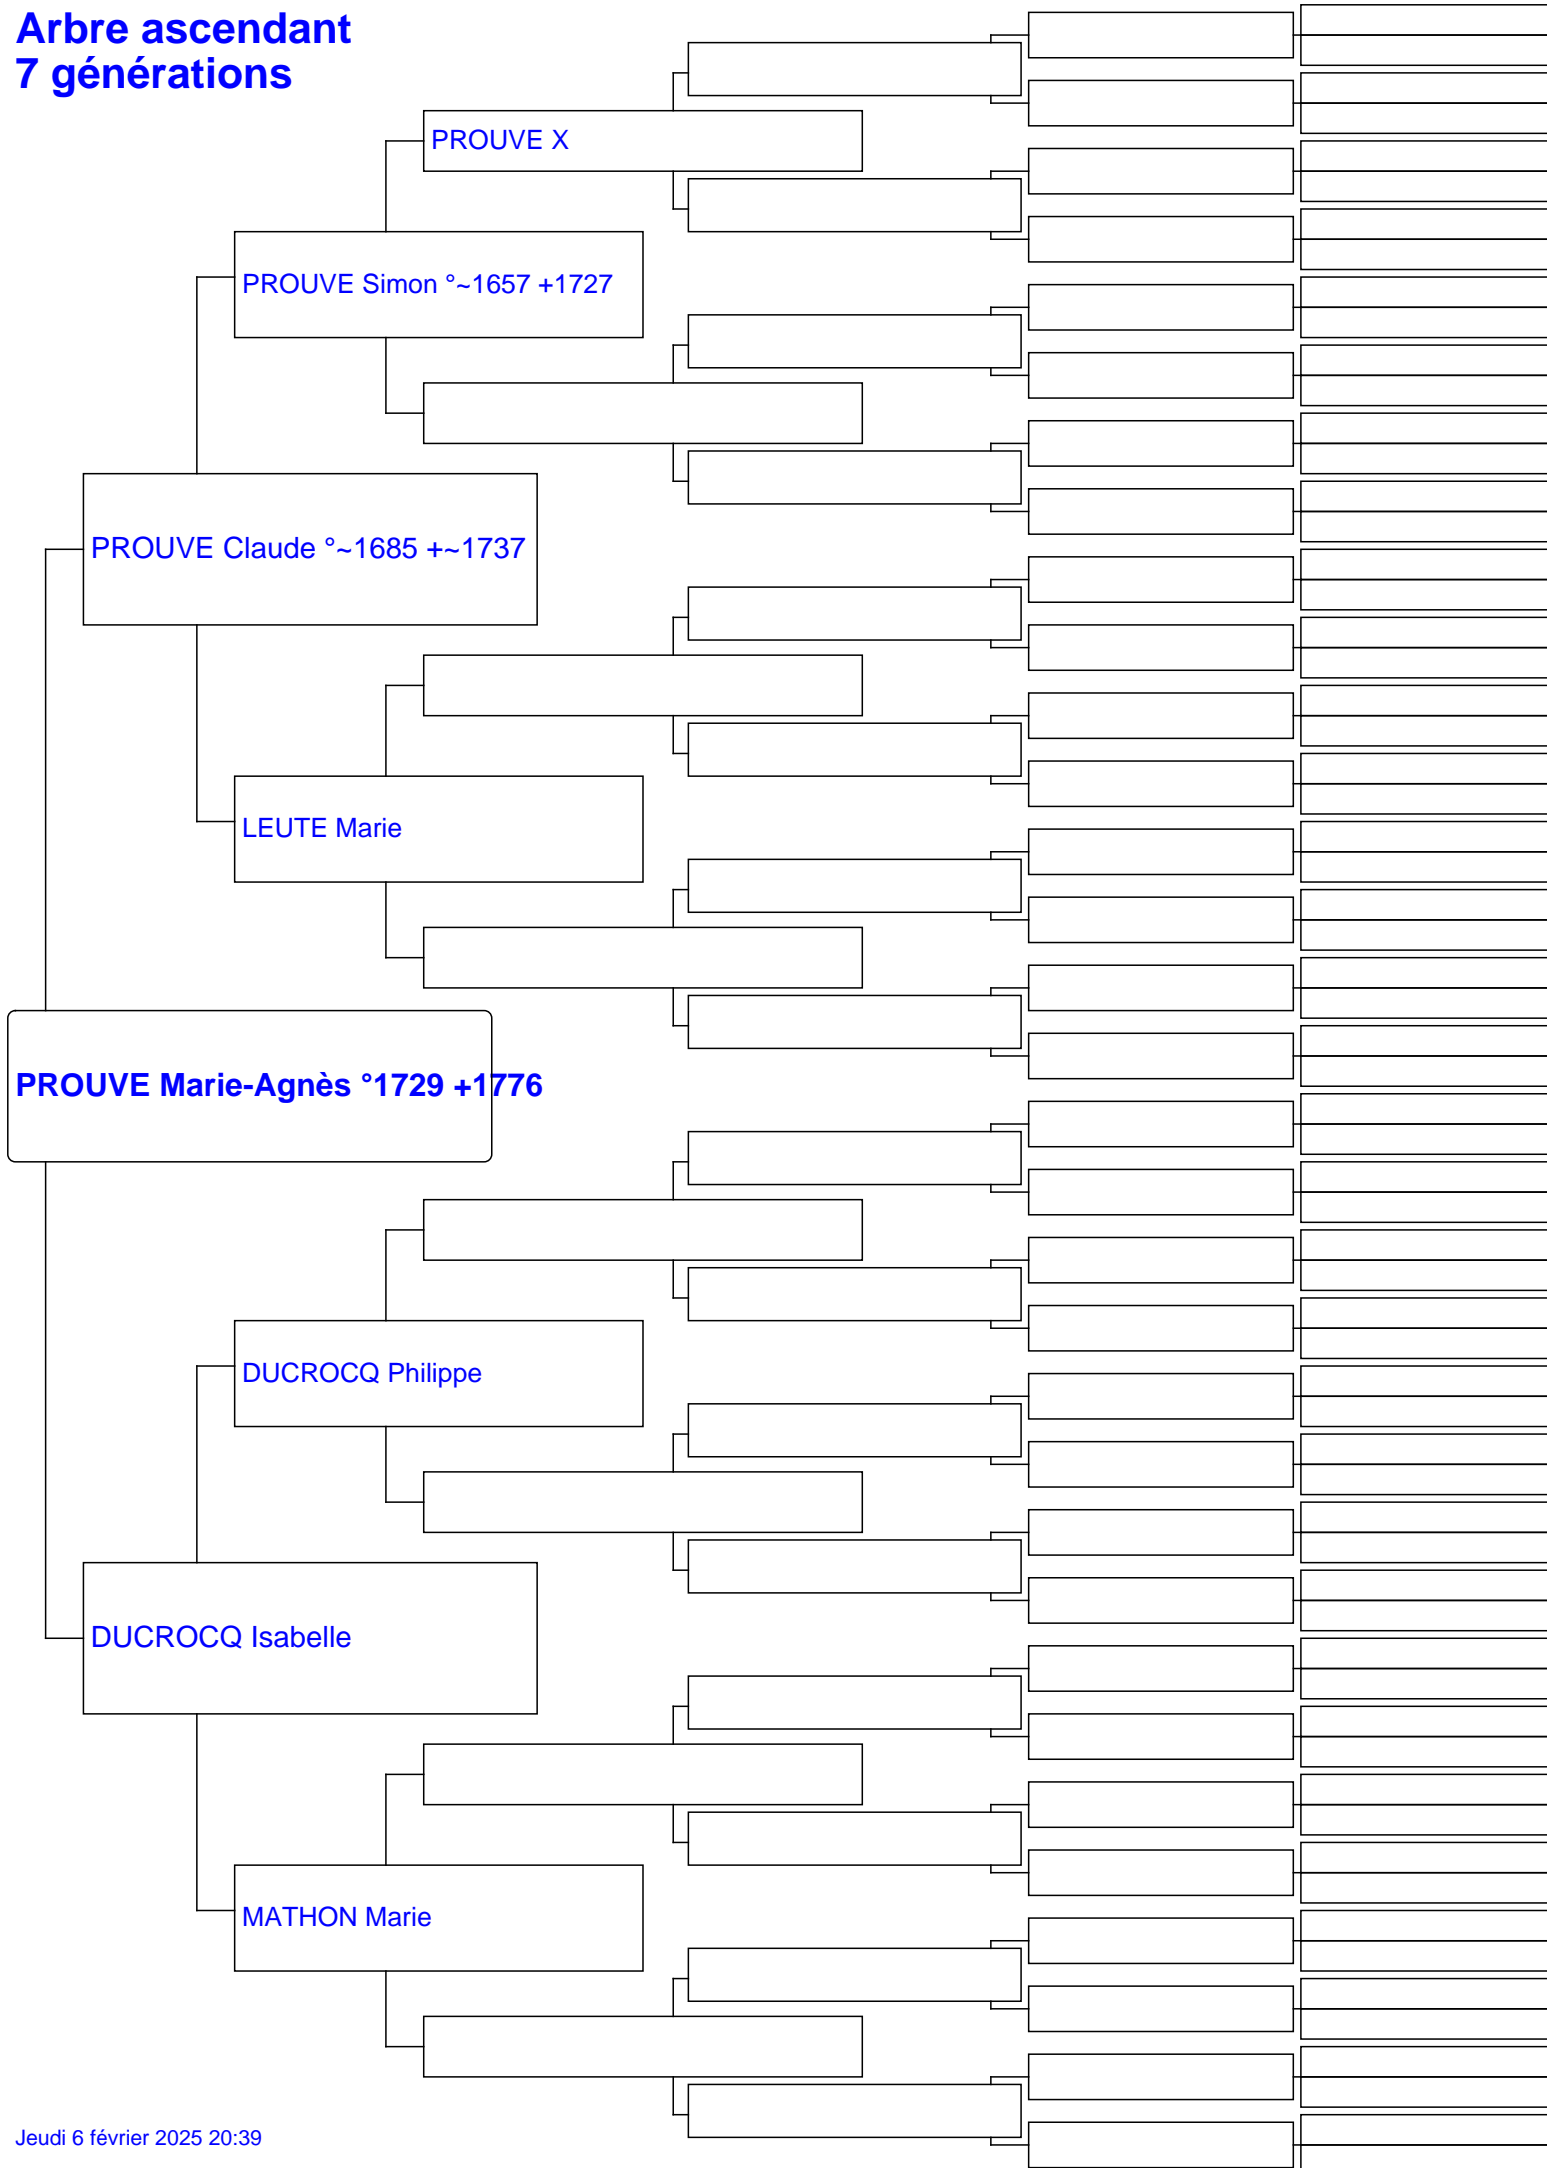 Arbre ascendant
7 générations
PROUVE X
PROUVE Simon °~1657 +1727
PROUVE Claude °~1685 +~1737
LEUTE Marie
PROUVE Marie-Agnès °1729 +1776
DUCROCQ Philippe
DUCROCQ Isabelle
MATHON Marie
Jeudi 6 février 2025 20:39